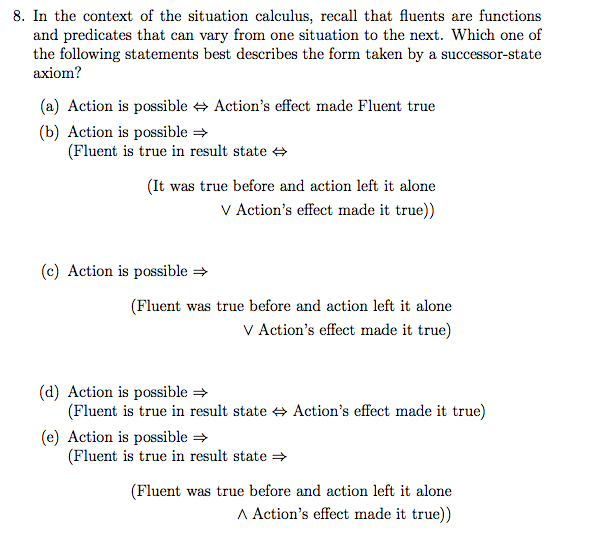 8. In the context of the situation calculus, recall that fluents are functions
and predicates that can vary from one situation to the next. Which one of
the following statements best describes the form taken by a successor-state
axiom?
(a) Action is possible ⇔ Action's effect made Fluent true
(b) Action is possible ⇒
(Fluent is true in result state ⇔
(It was true before and action left it alone
∨ Action's effect made it true))
(c) Action is possible ⇒
(Fluent was true before and action left it alone
∨ Action's effect made it true)
(d) Action is possible ⇒
(Fluent is true in result state ⇔ Action's effect made it true)
(e) Action is possible ⇒
(Fluent is true in result state ⇒
(Fluent was true before and action left it alone
∧ Action's effect made it true))